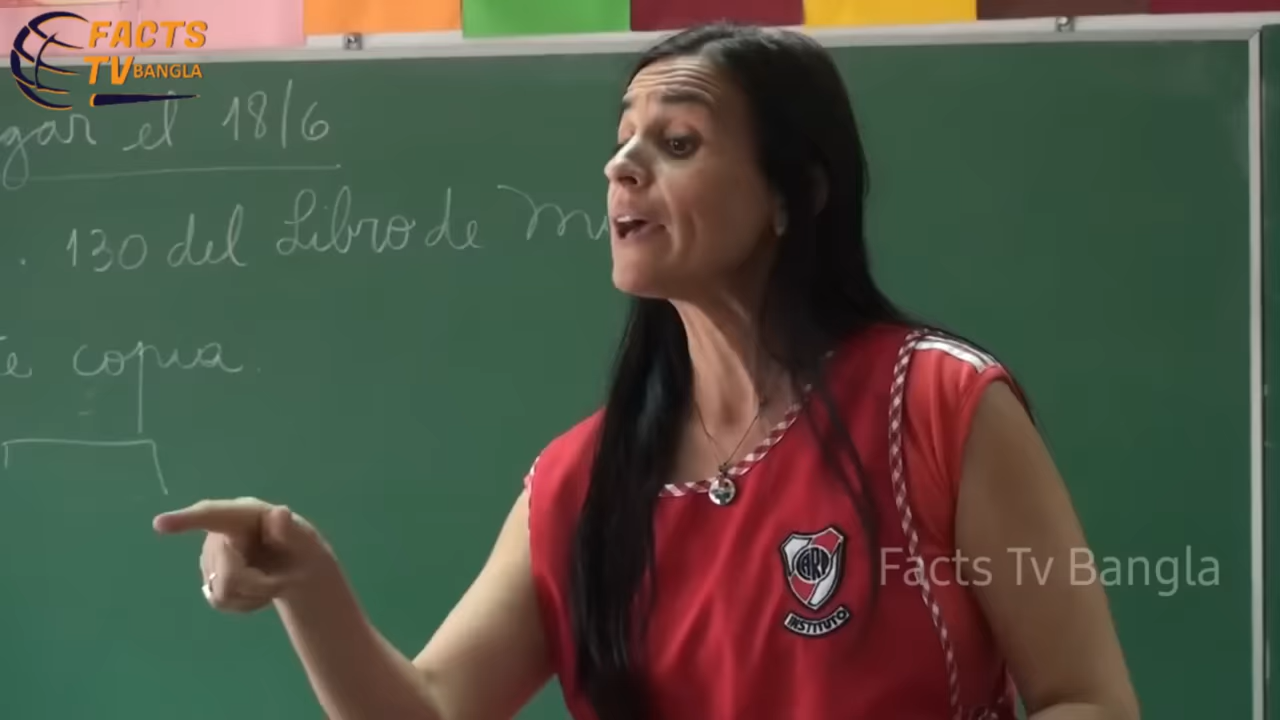 FACTS
TV BANGLA
gar el 18/6
130 del Libro de
copia.
CARP
INSTITUTO
Facts Tv Bangla